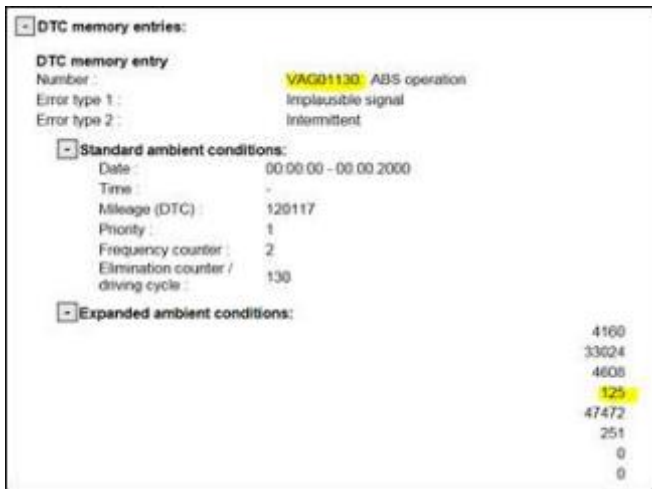 - DTC memory entries:
DTC memory entry
Number : VAG01130: ABS operation
Error type 1 : Implausible signal
Error type 2 : Intermittent
- Standard ambient conditions:
Date : 00:00:00 - 00.00.2000
Time : -
Mileage (DTC) : 120117
Priority : 1
Frequency counter : 2
Elimination counter /
driving cycle : 130
- Expanded ambient conditions:
4160
33024
4608
125
47472
251
0
0